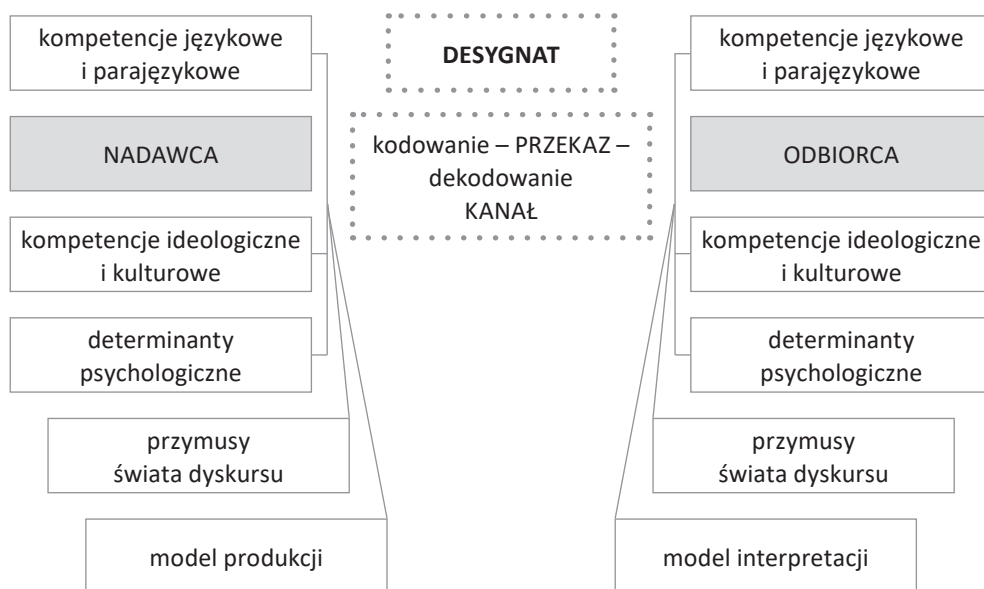 kompetencje językowe
i parajęzykowe
NADAWCA
kompetencje ideologiczne
i kulturowe
determinanty
psychologiczne
przymusy
świata dyskursu
model produkcji
DESYGNAT
kodowanie – PRZEKAZ –
dekodowanie
KANAŁ
kompetencje językowe
i parajęzykowe
ODBIORCA
kompetencje ideologiczne
i kulturowe
determinanty
psychologiczne
przymusy
świata dyskursu
model interpretacji